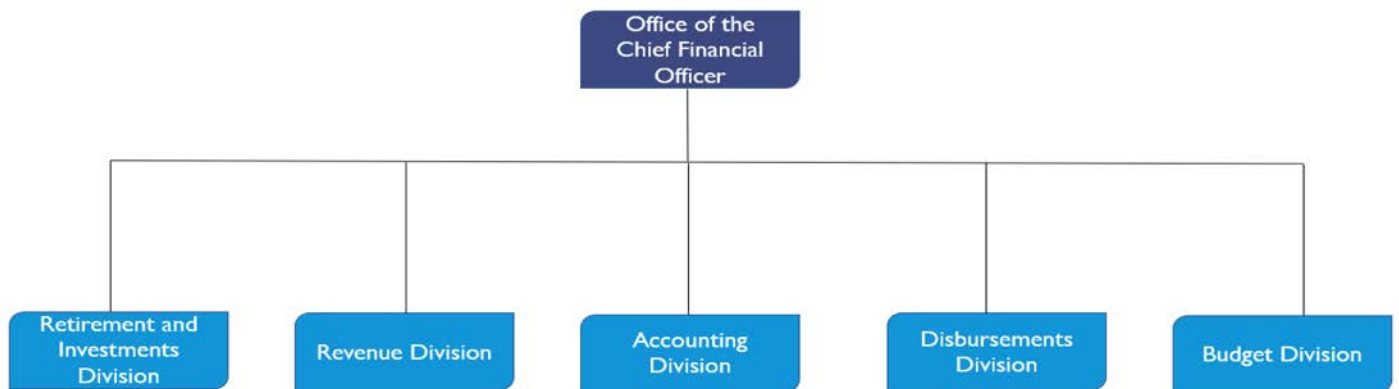 Office of the
Chief Financial
Officer
Retirement and
Investments
Division
Revenue Division
Accounting
Division
Disbursements
Division
Budget Division